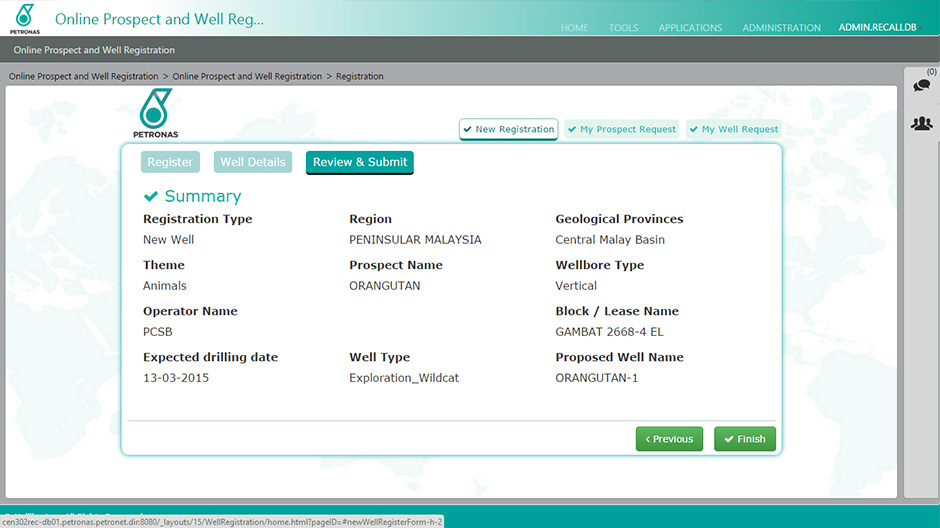 PETRONAS
Online Prospect and Well Reg...
HOME TOOLS APPLICATIONS ADMINISTRATION ADMIN.RECALLDB
Online Prospect and Well Registration
Online Prospect and Well Registration > Online Prospect and Well Registration > Registration
(0)
PETRONAS
New Registration My Prospect Request My Well Request
Register Well Details Review & Submit
Summary
Registration Type Region Geological Provinces
New Well PENINSULAR MALAYSIA Central Malay Basin
Theme Prospect Name Wellbore Type
Animals ORANGUTAN Vertical
Operator Name Block / Lease Name
PCSB GAMBAT 2668-4 EL
Expected drilling date Well Type Proposed Well Name
13-03-2015 Exploration_Wildcat ORANGUTAN-1
‹ Previous Finish
cen302rec-db01.petronas.petronet.dir:8080/_layouts/15/WellRegistration/home.html?pageID=#newWellRegisterForm-h-2